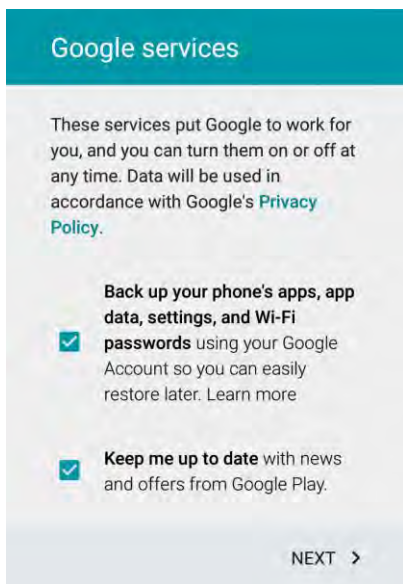 Google services
These services put Google to work for
you, and you can turn them on or off at
any time. Data will be used in
accordance with Google's Privacy
Policy.
Back up your phone's apps, app
data, settings, and Wi-Fi
passwords using your Google
Account so you can easily
restore later. Learn more
Keep me up to date with news
and offers from Google Play.
NEXT >